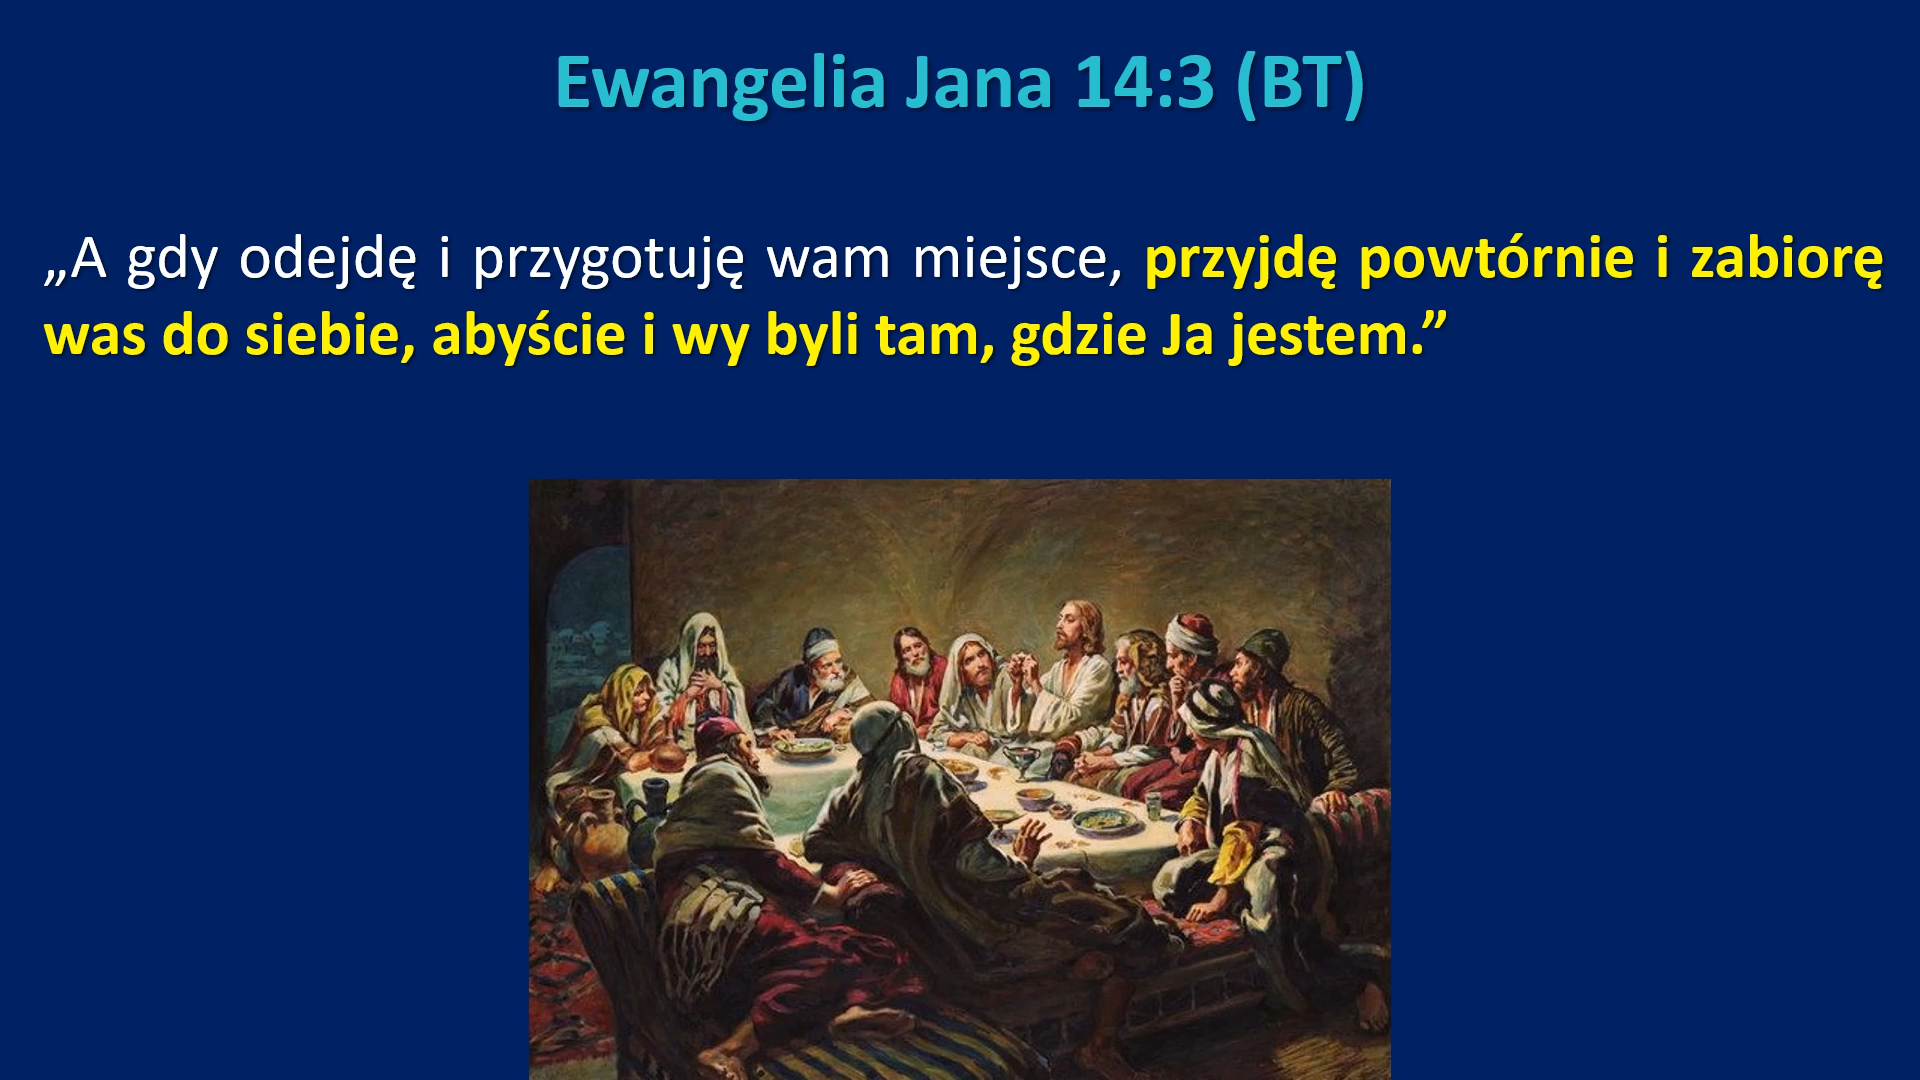 Ewangelia Jana 14:3 (BT)
„A gdy odejdę i przygotuję wam miejsce, przyjdę powtórnie i zabiorę
was do siebie, abyście i wy byli tam, gdzie Ja jestem.”